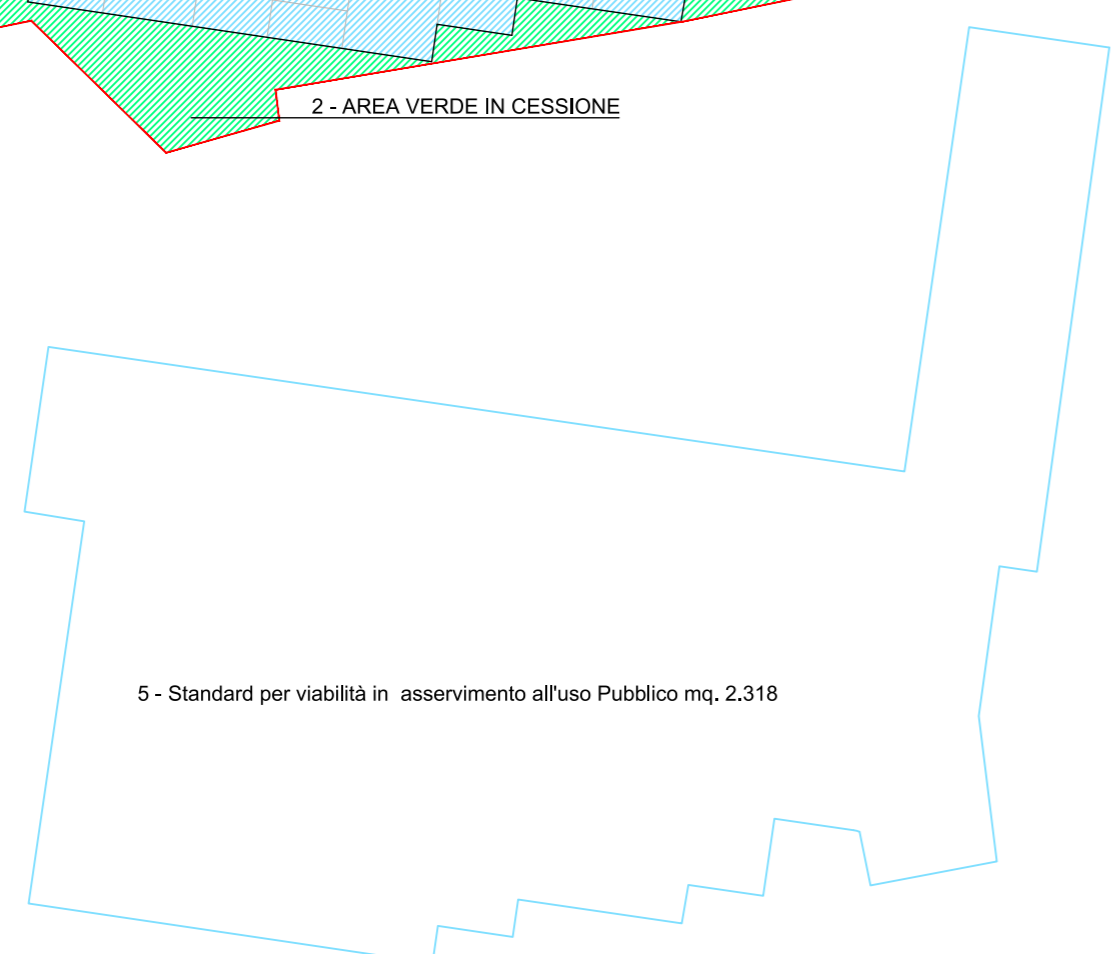 2 - AREA VERDE IN CESSIONE
5 - Standard per viabilità in  asservimento all'uso Pubblico mq. 2.318